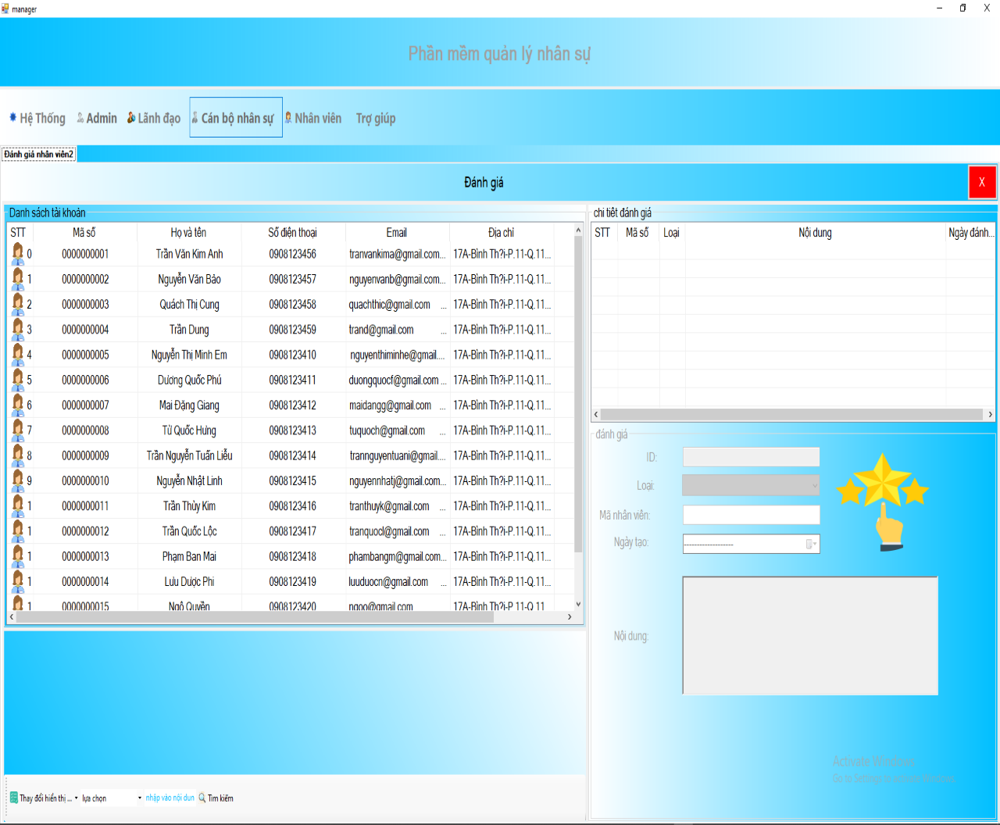 manager
Phần mềm quản lý nhân sự
Hệ Thống Admin Lãnh đạo Cán bộ nhân sự Nhân viên Trợ giúp
Đánh giá nhân viên2
Đánh giá X
Danh sách tài khoản
STT Mã số Họ và tên Số điện thoại Email Địa chỉ
0 0000000001 Trần Văn Kim Anh 0908123456 tranvankima@gmail.com... 17A-Bình Th?i-P.11-Q.11...
1 0000000002 Nguyễn Văn Bảo 0908123457 nguyenvanb@gmail.com... 17A-Bình Th?i-P.11-Q.11...
2 0000000003 Quách Thị Cung 0908123458 quachthic@gmail.com ... 17A-Bình Th?i-P.11-Q.11...
3 0000000004 Trần Dung 0908123459 trand@gmail.com ... 17A-Bình Th?i-P.11-Q.11...
4 0000000005 Nguyễn Thị Minh Em 0908123410 nguyenthiminhe@gmail.... 17A-Bình Th?i-P.11-Q.11...
5 0000000006 Dương Quốc Phú 0908123411 duongquocf@gmail.com ... 17A-Bình Th?i-P.11-Q.11...
6 0000000007 Mai Đặng Giang 0908123412 maidangg@gmail.com ... 17A-Bình Th?i-P.11-Q.11...
7 0000000008 Từ Quốc Hưng 0908123413 tuquoch@gmail.com ... 17A-Bình Th?i-P.11-Q.11...
8 0000000009 Trần Nguyễn Tuấn Liễu 0908123414 trannguyentuani@gmail.... 17A-Bình Th?i-P.11-Q.11...
9 0000000010 Nguyễn Nhật Linh 0908123415 nguyennhatj@gmail.com... 17A-Bình Th?i-P.11-Q.11...
1 0000000011 Trần Thùy Kim 0908123416 tranthuyk@gmail.com ... 17A-Bình Th?i-P.11-Q.11...
1 0000000012 Trần Quốc Lộc 0908123417 tranquocl@gmail.com ... 17A-Bình Th?i-P.11-Q.11...
1 0000000013 Phạm Ban Mai 0908123418 phambangm@gmail.com... 17A-Bình Th?i-P.11-Q.11...
1 0000000014 Lưu Dược Phi 0908123419 luuduocn@gmail.com ... 17A-Bình Th?i-P.11-Q.11...
1 0000000015 Ngô Quyền 0908123420 ngoo@gmail.com 17A-Bình Th?i-P.11-Q.11
chi tiêt đánh giá
STT Mã số Loại Nội dung Ngày đánh...
đánh giá
ID:
Loại:
Mã nhân viên:
Ngày tạo: -------------------
Nội dung:
Activate Windows
Go to Settings to activate Windows.
Thay đổi hiển thị ... lựa chọn nhập vào nội dun Tìm kiếm